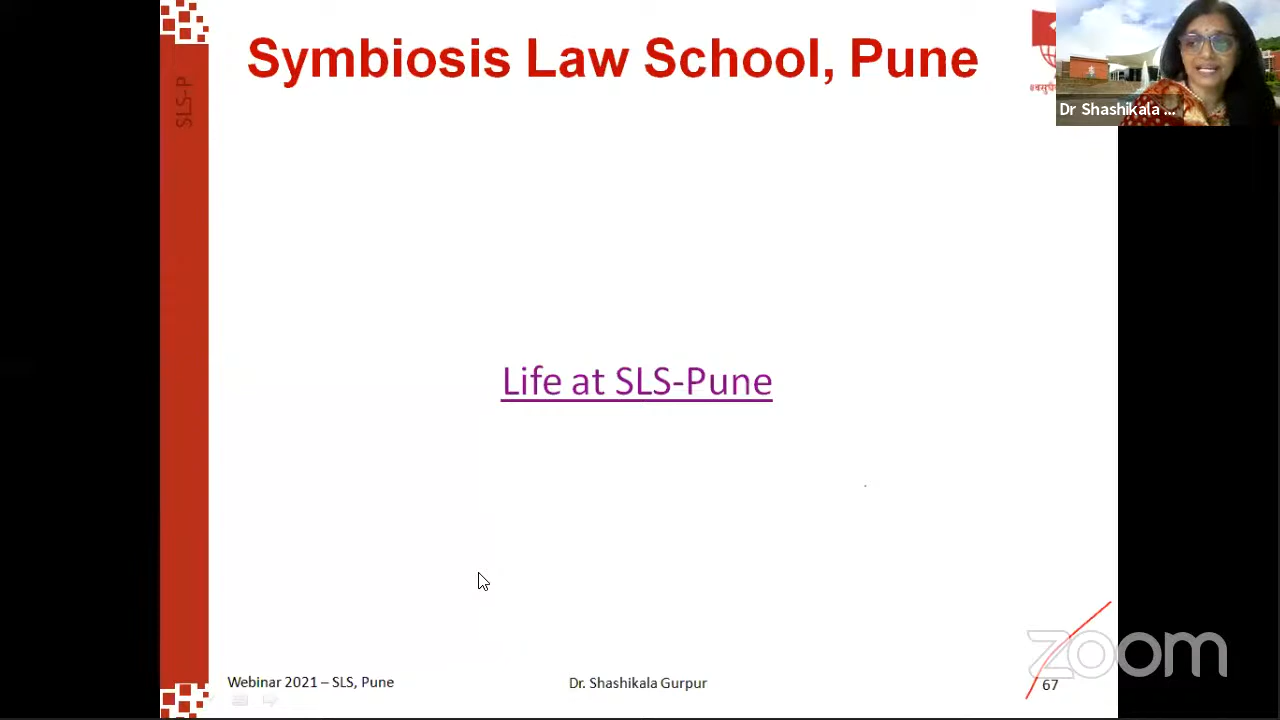 Symbiosis Law School, Pune
Dr Shashikala ...
SLS-P
Life at SLS-Pune
Webinar 2021 – SLS, Pune
Dr. Shashikala Gurpur
67
zoom